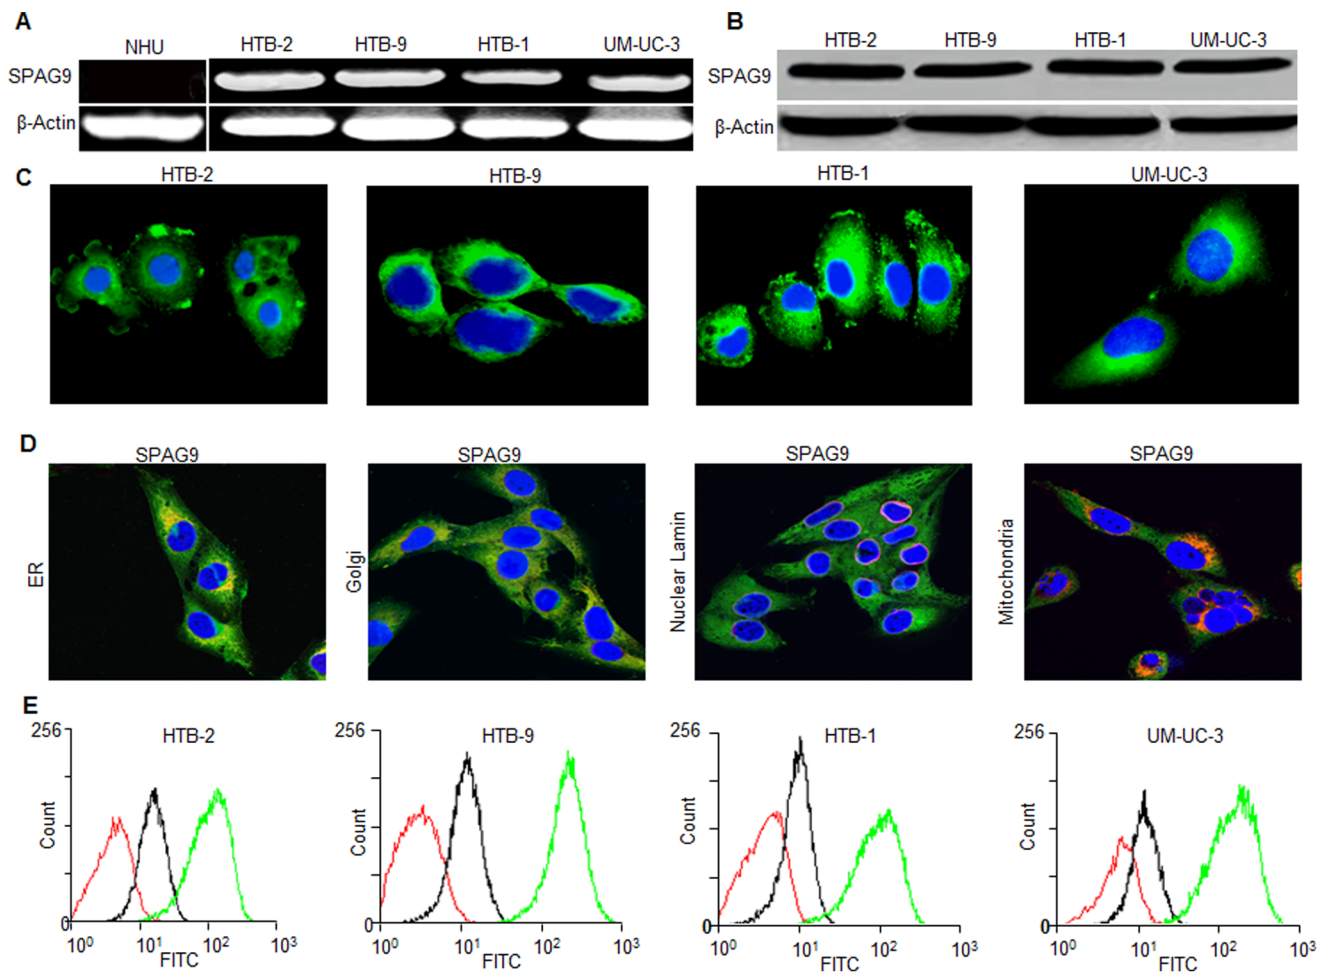 A
B
NHU HTB-2 HTB-9 HTB-1 UM-UC-3
HTB-2 HTB-9 HTB-1 UM-UC-3
SPAG9
SPAG9
β-Actin
β-Actin
C
HTB-2 HTB-9 HTB-1 UM-UC-3
D
SPAG9 SPAG9 SPAG9 SPAG9
ER
Golgi
Nuclear Lamin
Mitochondria
E
256 HTB-2
Count
0
10⁰ 10¹ 10² 10³
FITC
256 HTB-9
Count
0
10⁰ 10¹ 10² 10³
FITC
256 HTB-1
Count
0
10⁰ 10¹ 10² 10³
FITC
256 UM-UC-3
Count
0
10⁰ 10¹ 10² 10³
FITC